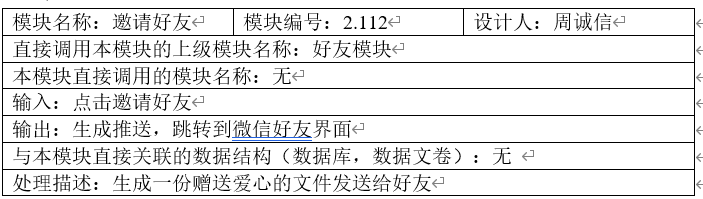 模块名称：邀请好友 模块编号：2.112 设计人：周诚信
直接调用本模块的上级模块名称：好友模块
本模块直接调用的模块名称：无
输入：点击邀请好友
输出：生成推送，跳转到微信好友界面
与本模块直接关联的数据结构（数据库，数据文卷）：无
处理描述：生成一份赠送爱心的文件发送给好友